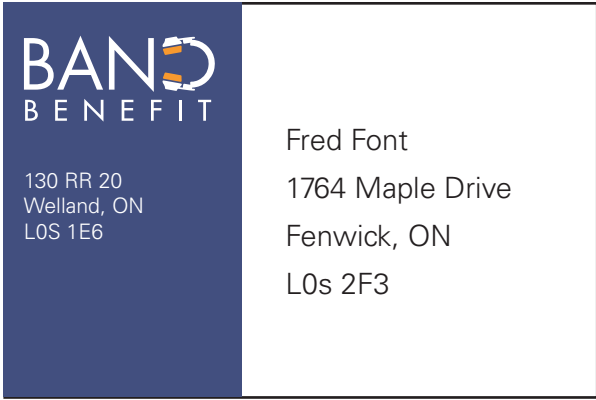 BAND
BENEFIT
130 RR 20
Welland, ON
L0S 1E6
Fred Font
1764 Maple Drive
Fenwick, ON
L0s 2F3